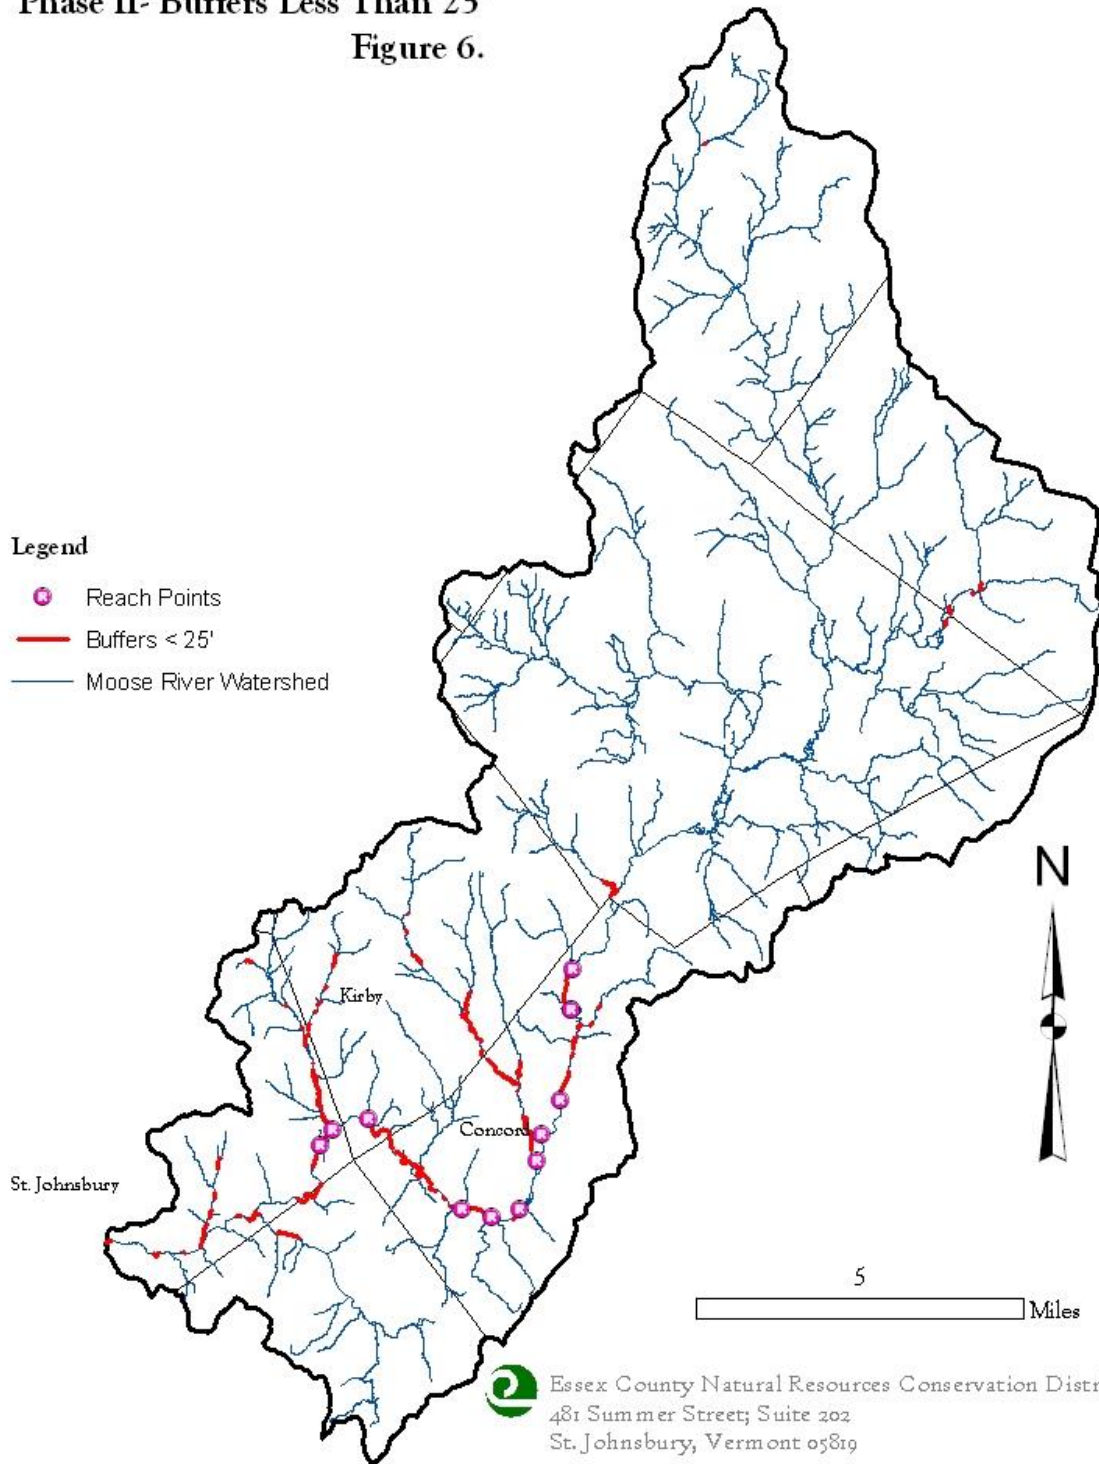 Phase II- Buffers Less Than 25'
Figure 6.
Legend
Reach Points
Buffers < 25'
Moose River Watershed
N
Kirby
Concord
St. Johnsbury
5
Miles
Essex County Natural Resources Conservation Distr
481 Summer Street; Suite 202
St. Johnsbury, Vermont 05819